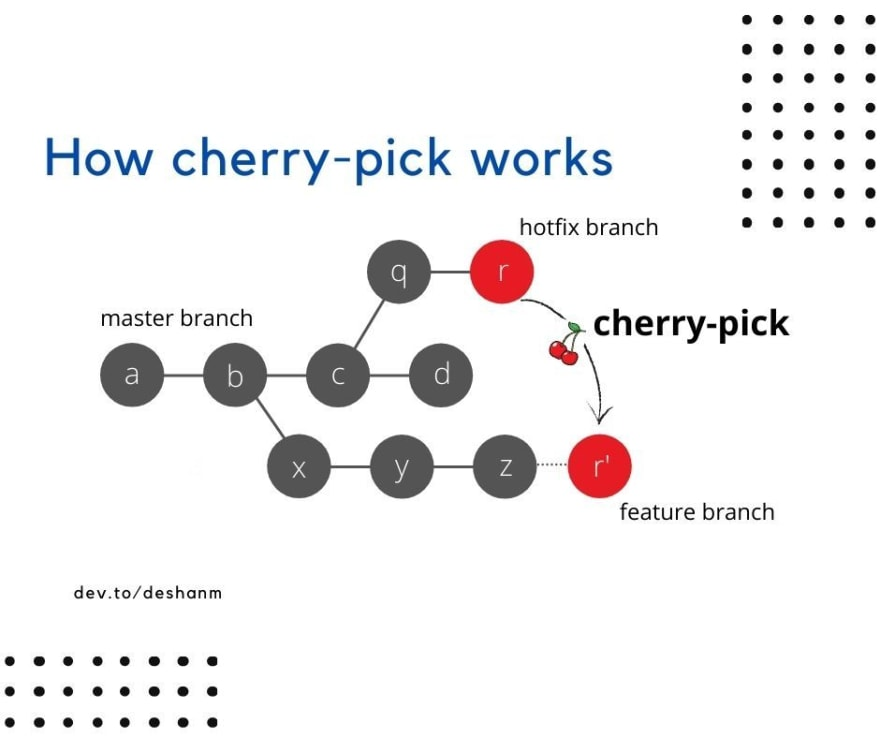 How cherry-pick works
hotfix branch
q
r
master branch
cherry-pick
a
b
c
d
x
y
z
r'
feature branch
dev.to/deshanm